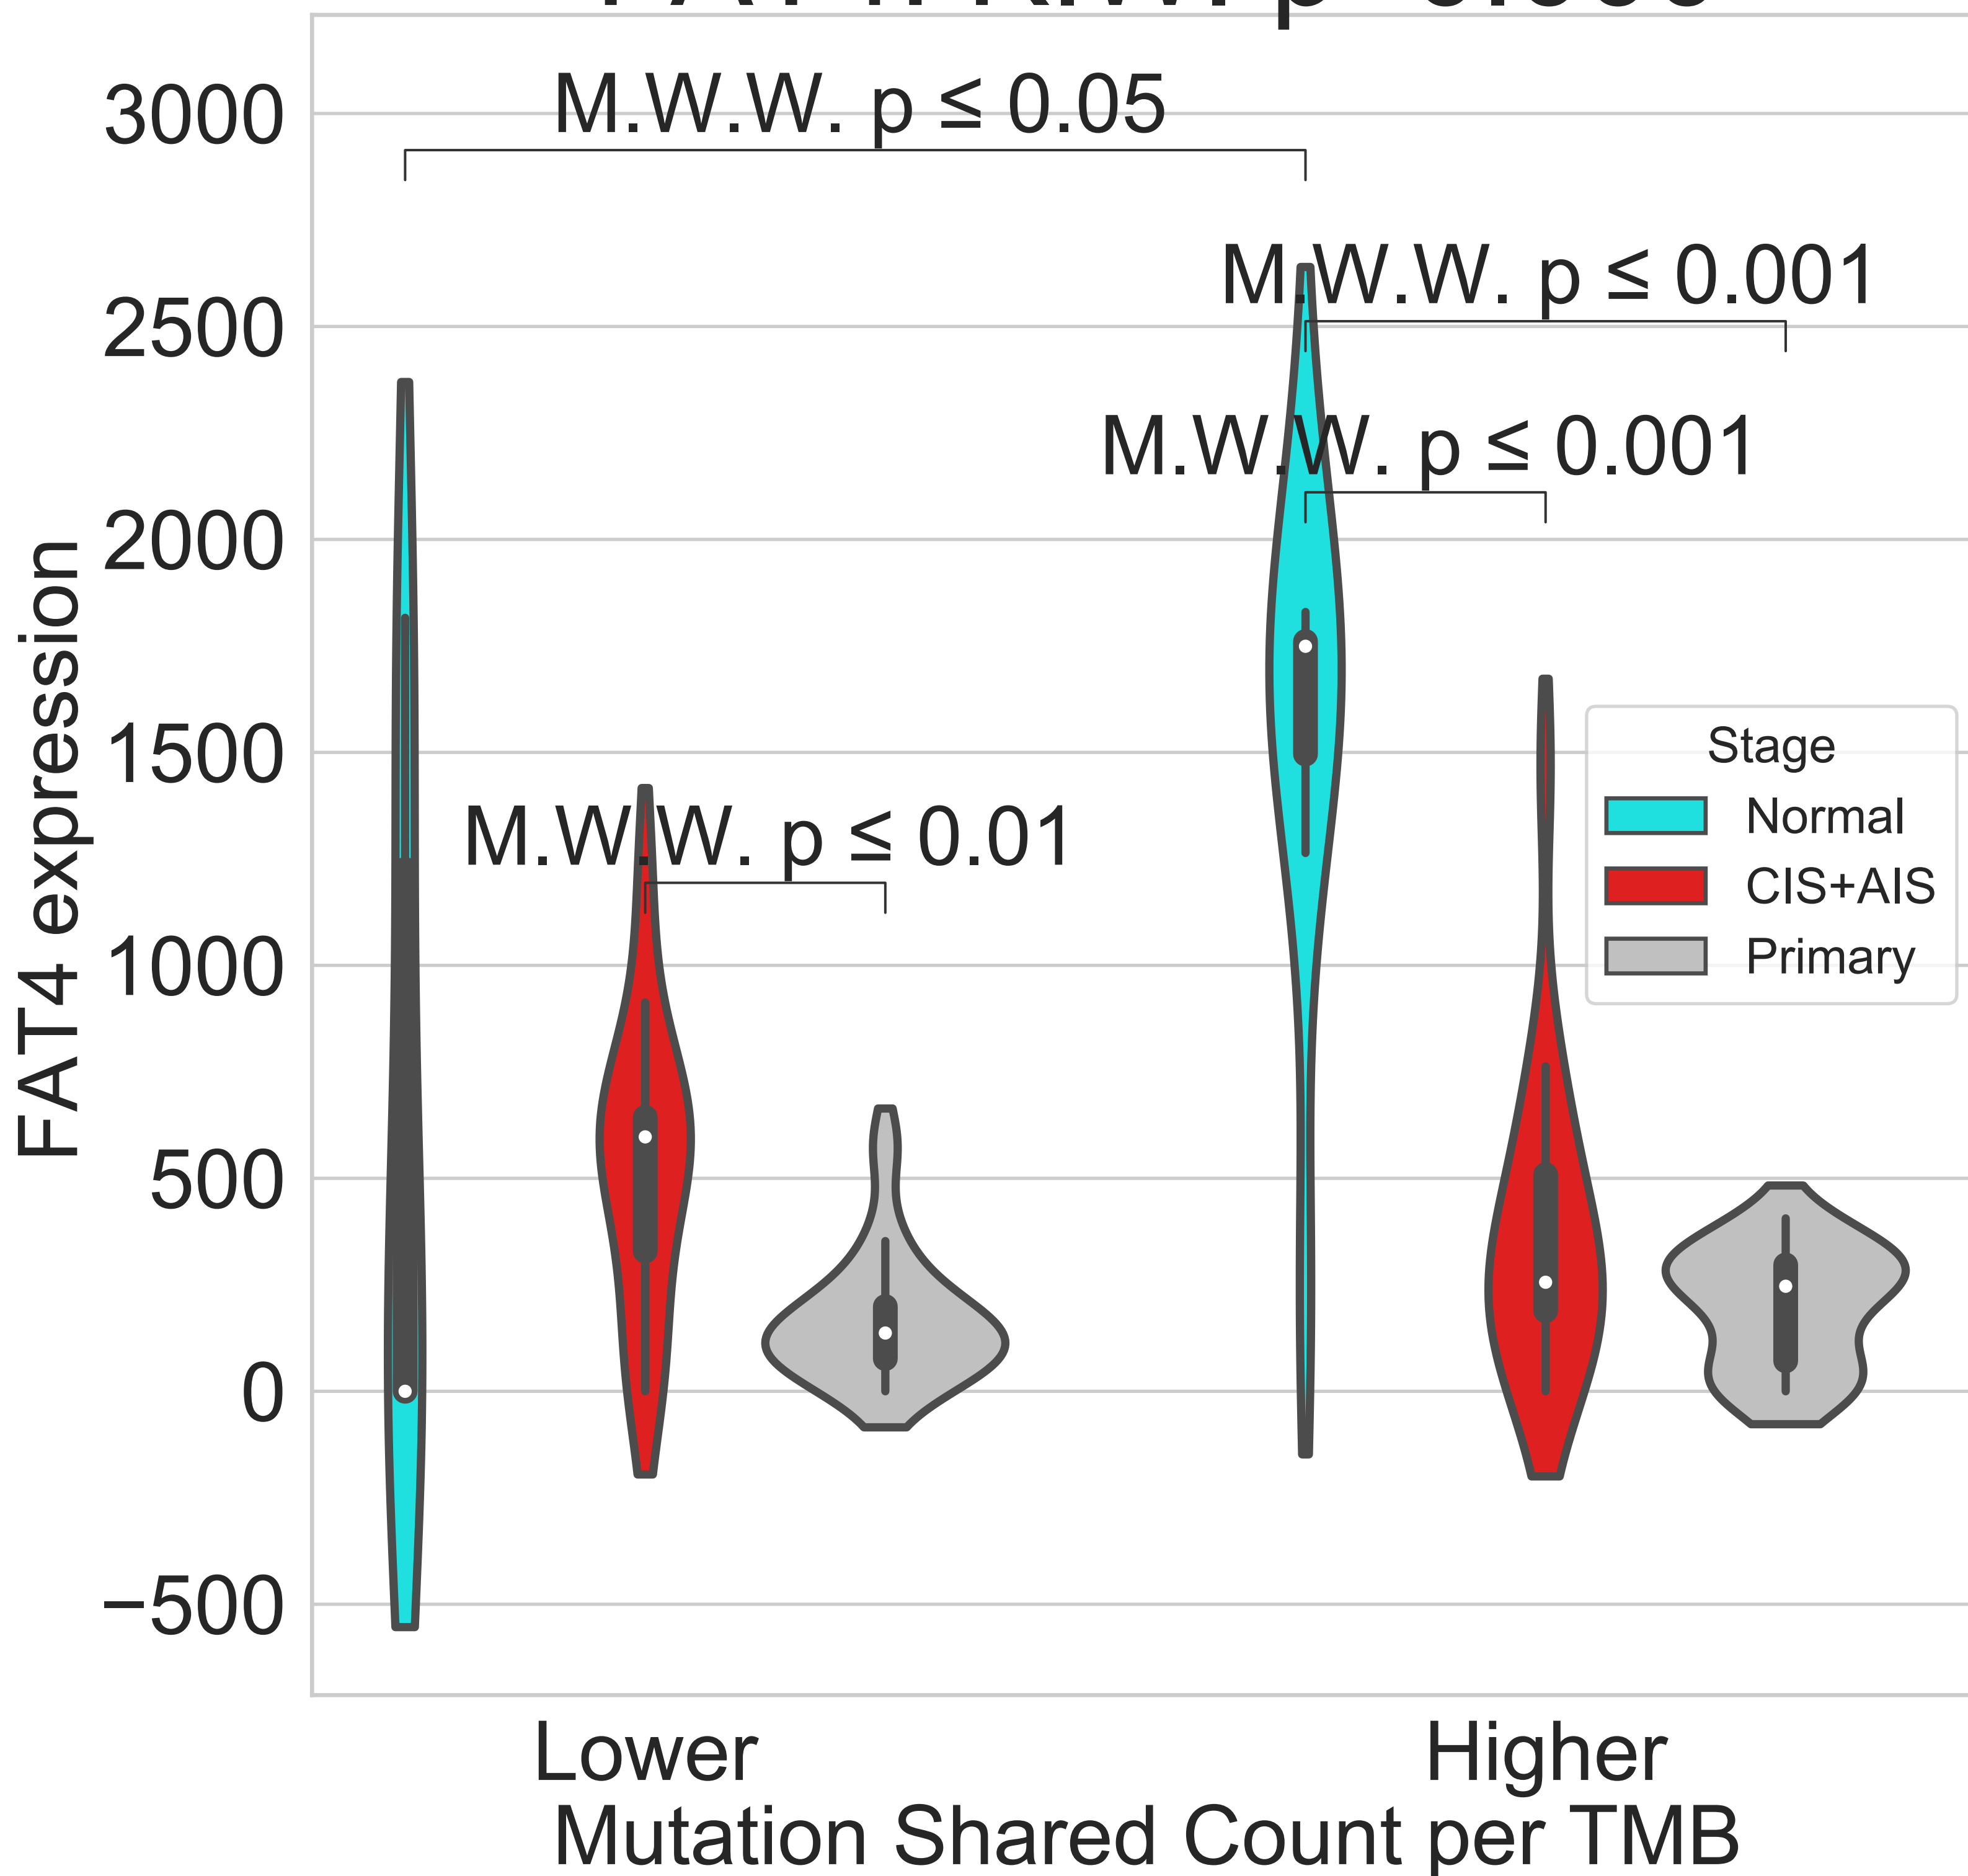 M.W.W. p ≤ 0.05
3000
M.W.W. p ≤ 0.001
2500
M.W.W. p ≤ 0.001
2000
1500
Stage
Normal
CIS+AIS
Primary
M.W.W. p ≤ 0.01
1000
500
0
−500
FAT4 expression
Lower
Higher
Mutation Shared Count per TMB